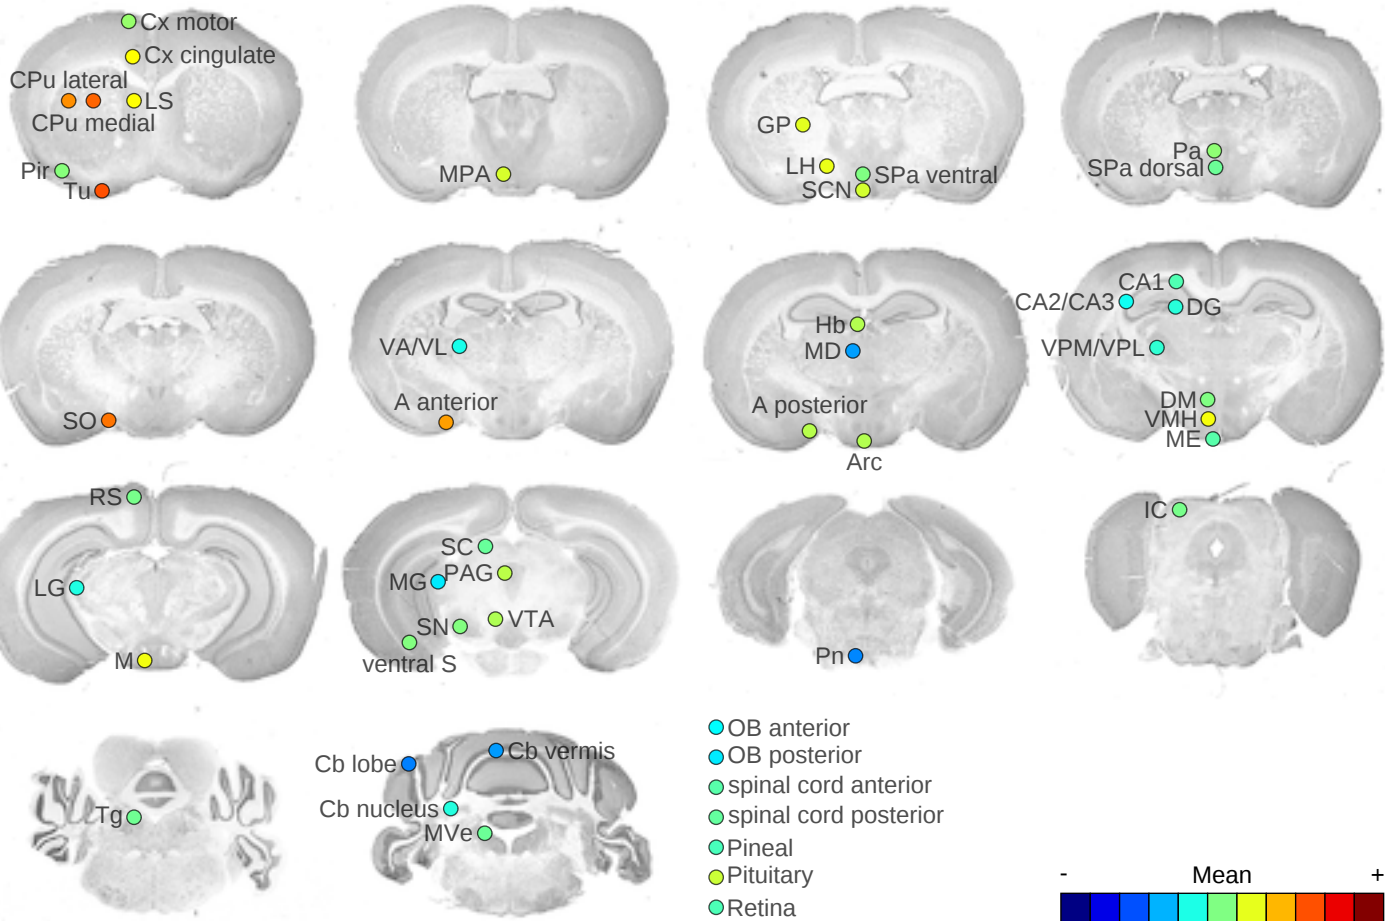 Cx motor
Cx cingulate
CPu lateral
LS
CPu medial
Pir
Tu
MPA
GP
LH
SPa ventral
SCN
Pa
SPa dorsal
SO
VA/VL
A anterior
Hb
MD
A posterior
Arc
CA1
CA2/CA3
DG
VPM/VPL
DM
VMH
ME
RS
LG
M
SC
MG
PAG
SN
VTA
ventral S
Pn
IC
Tg
Cb lobe
Cb vermis
Cb nucleus
MVe
OB anterior
OB posterior
spinal cord anterior
spinal cord posterior
Pineal
Pituitary
Retina
- Mean +